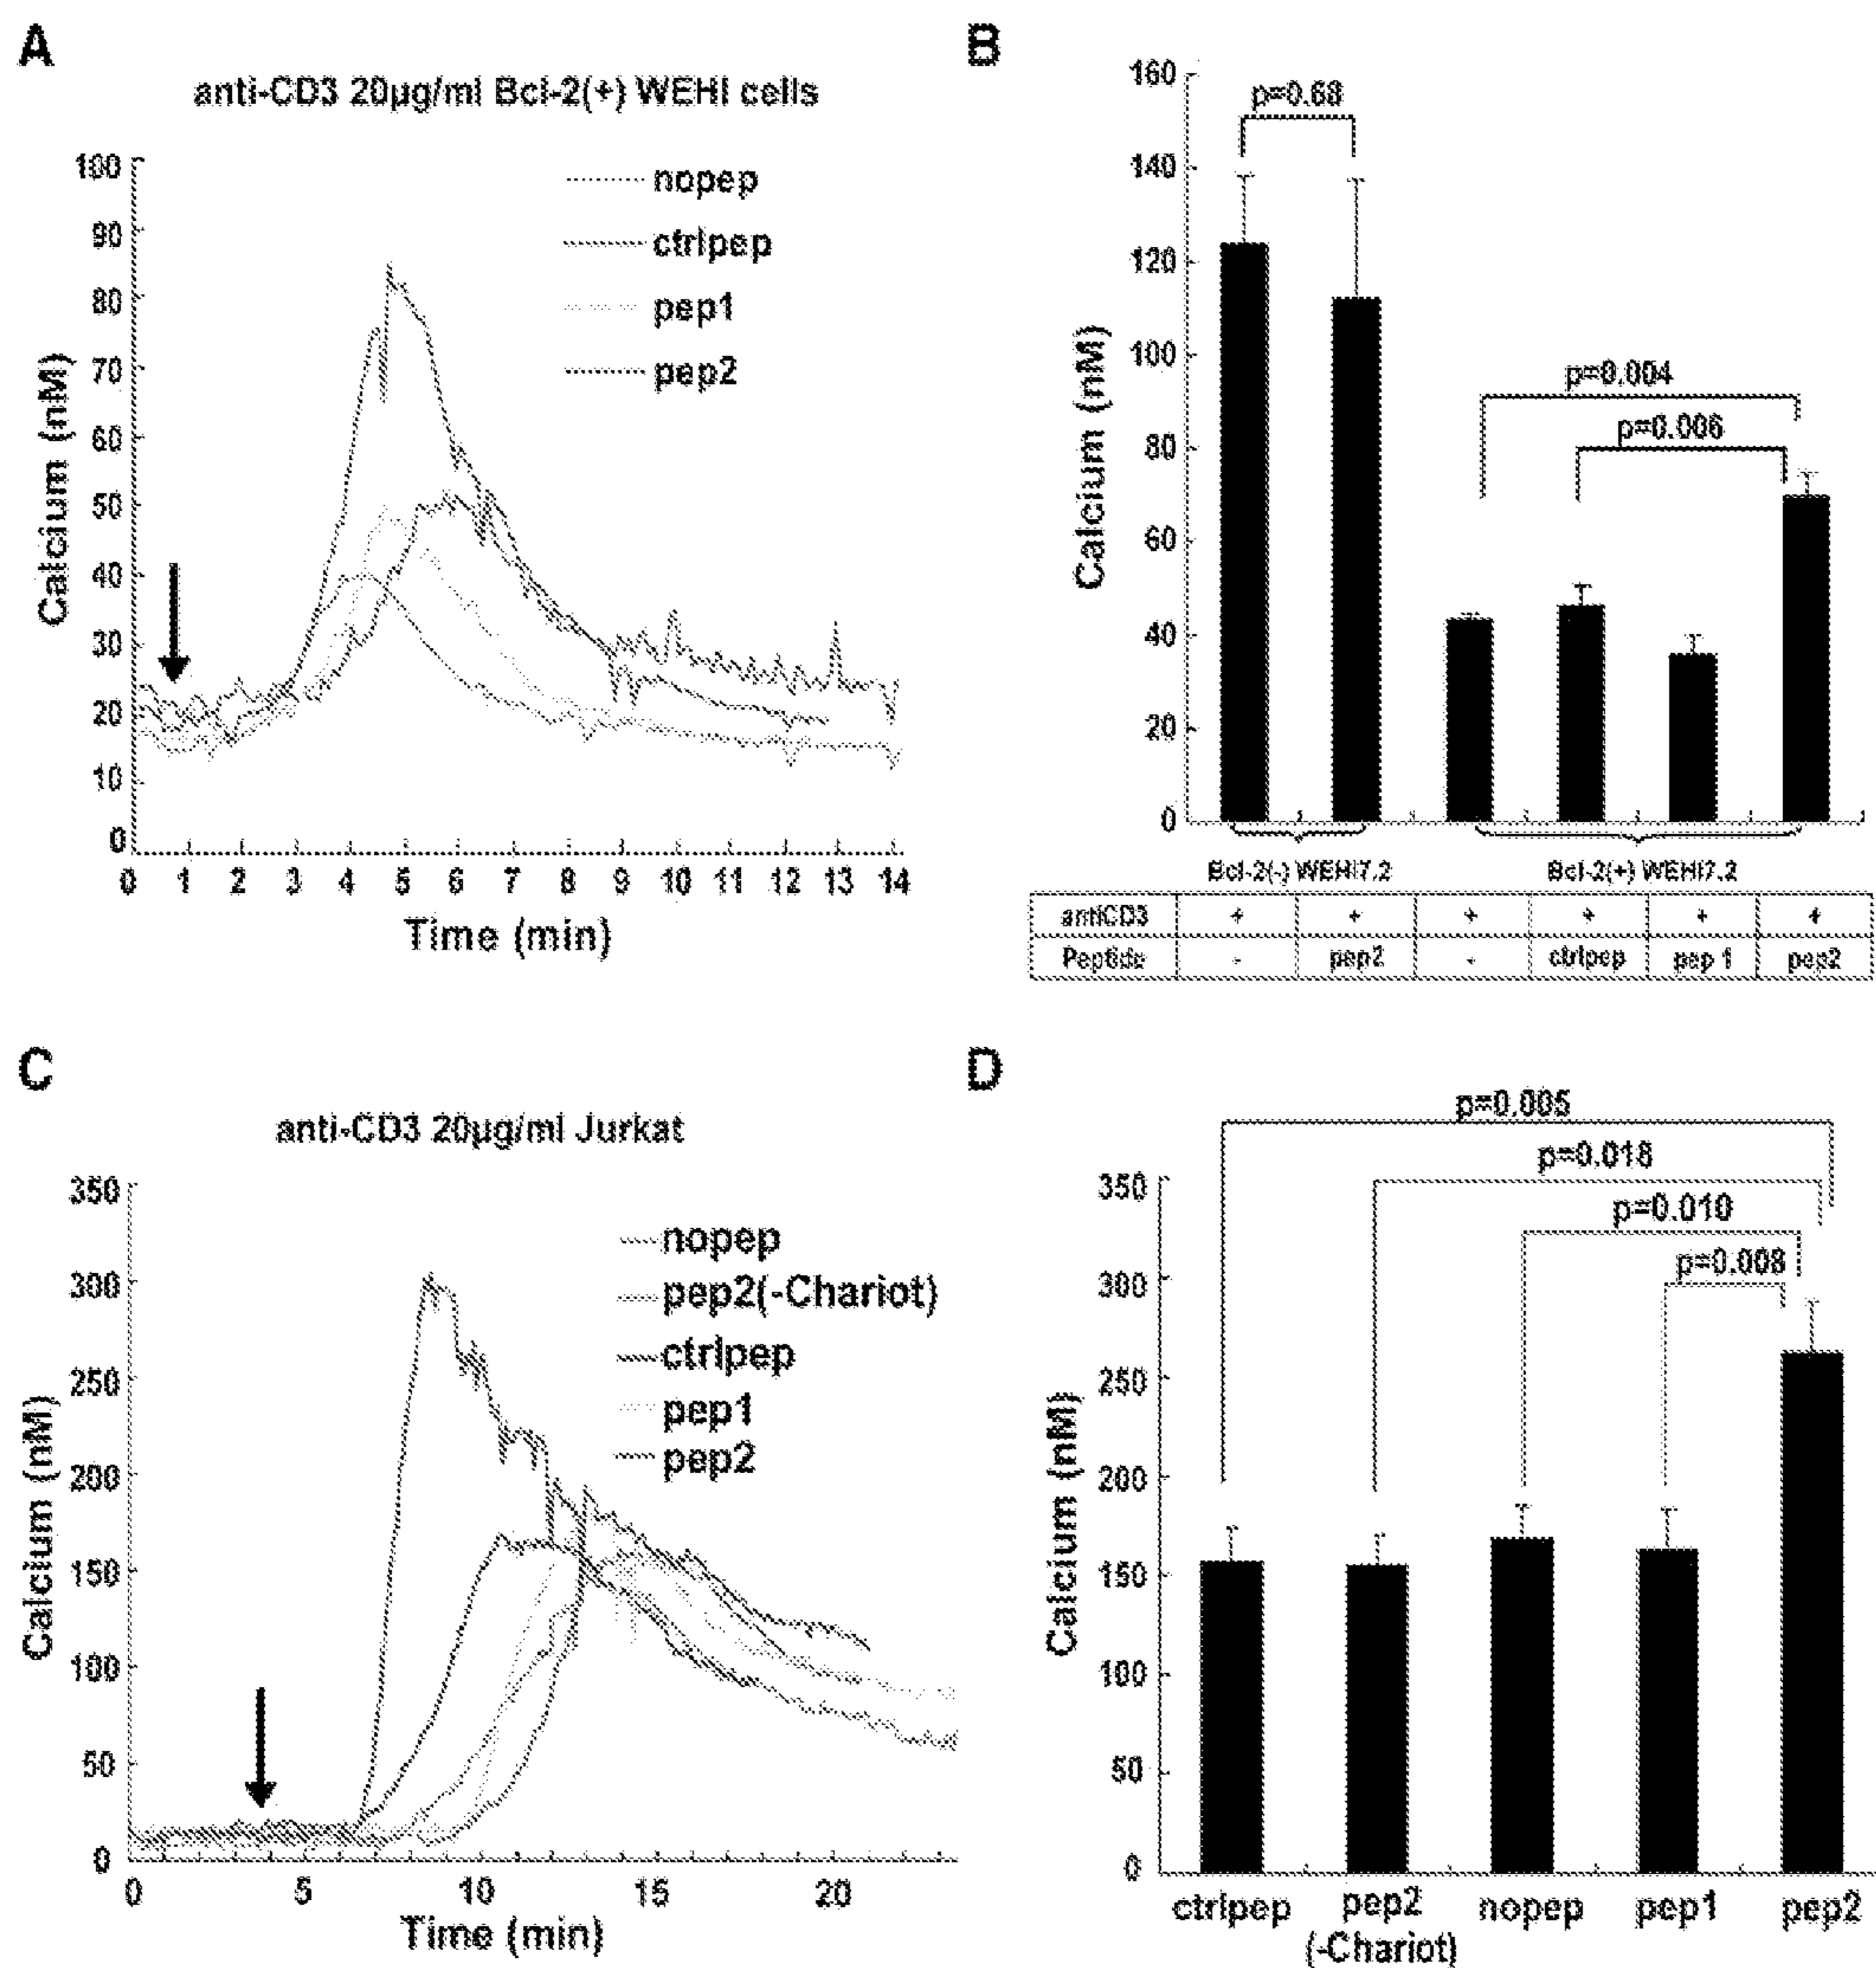 A
anti-CD3 20µg/ml Bcl-2(+) WEHI cells
100
90
80
70
60
50
40
30
20
10
0
Calcium (nM)
nopep
ctrlpep
pep1
pep2
0 1 2 3 4 5 6 7 8 9 10 11 12 13 14
Time (min)
B
160
140
120
100
80
60
40
20
0
Calcium (nM)
p=0.68
p=0.004
p=0.006
Bcl-2(-) WEHI7.2 Bcl-2(+) WEHI7.2
antiCD3 + + + + + +
Peptide - pep2 - ctrlpep pep 1 pep2
C
anti-CD3 20µg/ml Jurkat
350
300
250
200
150
100
50
0
Calcium (nM)
nopep
pep2(-Chariot)
ctrlpep
pep1
pep2
0 5 10 15 20
Time (min)
D
p=0.005
p=0.018
p=0.010
p=0.008
350
300
250
200
150
100
50
0
Calcium (nM)
ctrlpep pep2 nopep pep1 pep2
(-Chariot)